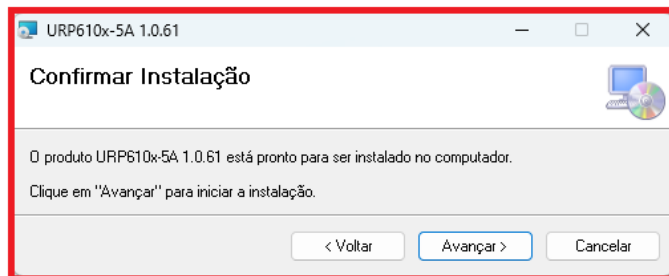 URP610x-5A 1.0.61
Confirmar Instalação
O produto URP610x-5A 1.0.61 está pronto para ser instalado no computador.
Clique em "Avançar" para iniciar a instalação.
< Voltar
Avançar >
Cancelar